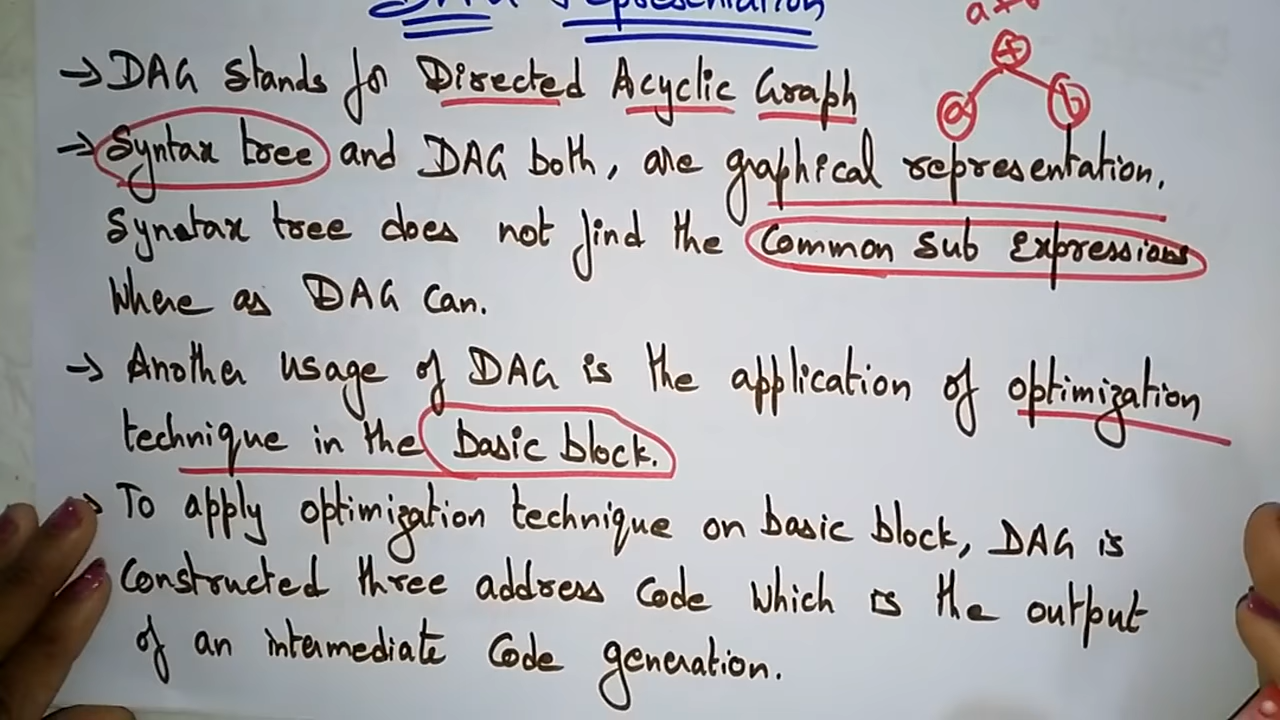 DAG representation
→ DAG Stands for Directed Acyclic Graph
a b
→ Syntax tree and DAG both, are graphical representation.
Synatax tree does not find the Common Sub Expressions
Where as DAG Can.
→ Another usage of DAG is the application of optimization
technique in the basic block.
→ To apply optimization technique on basic block, DAG is
Constructed three address Code Which is the output
of an intermediate Code generation.